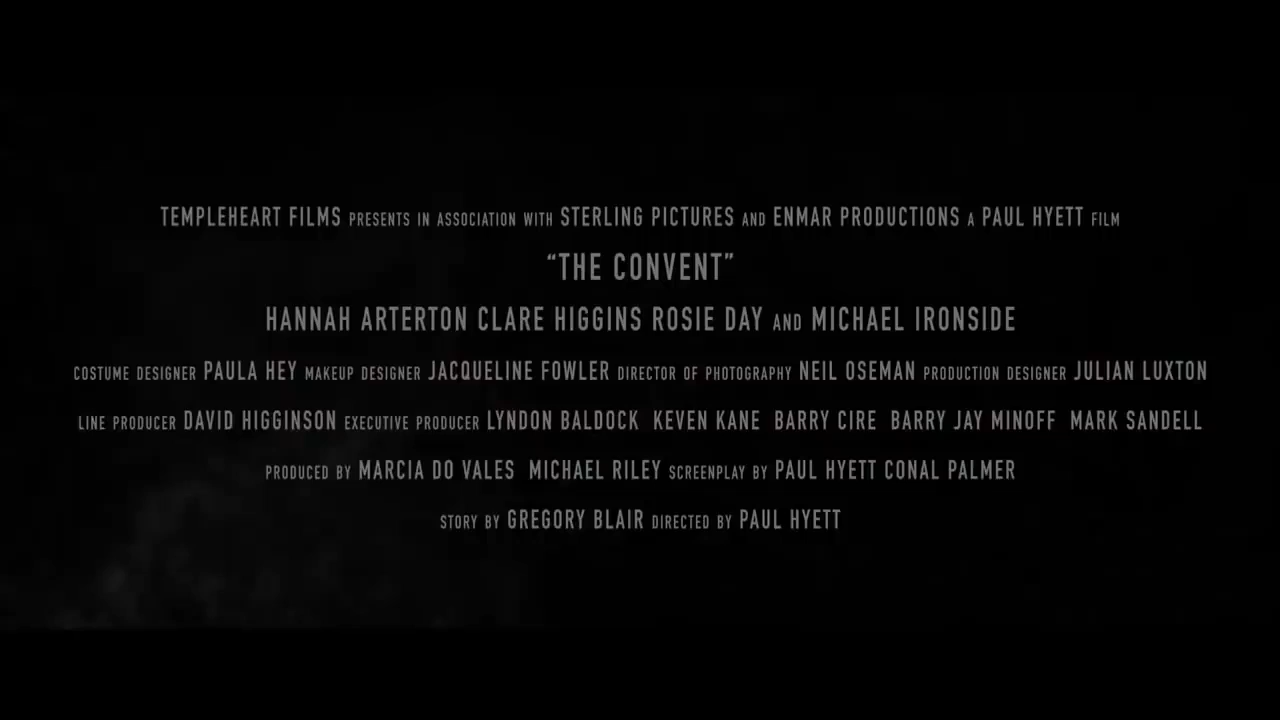 TEMPLEHEART FILMS PRESENTS IN ASSOCIATION WITH STERLING PICTURES AND ENMAR PRODUCTIONS A PAUL HYETT FILM
“THE CONVENT”
HANNAH ARTERTON CLARE HIGGINS ROSIE DAY AND MICHAEL IRONSIDE
COSTUME DESIGNER PAULA HEY MAKEUP DESIGNER JACQUELINE FOWLER DIRECTOR OF PHOTOGRAPHY NEIL OSEMAN PRODUCTION DESIGNER JULIAN LUXTON
LINE PRODUCER DAVID HIGGINSON EXECUTIVE PRODUCER LYNDON BALDOCK KEVEN KANE BARRY CIRE BARRY JAY MINOFF MARK SANDELL
PRODUCED BY MARCIA DO VALES MICHAEL RILEY SCREENPLAY BY PAUL HYETT CONAL PALMER
STORY BY GREGORY BLAIR DIRECTED BY PAUL HYETT